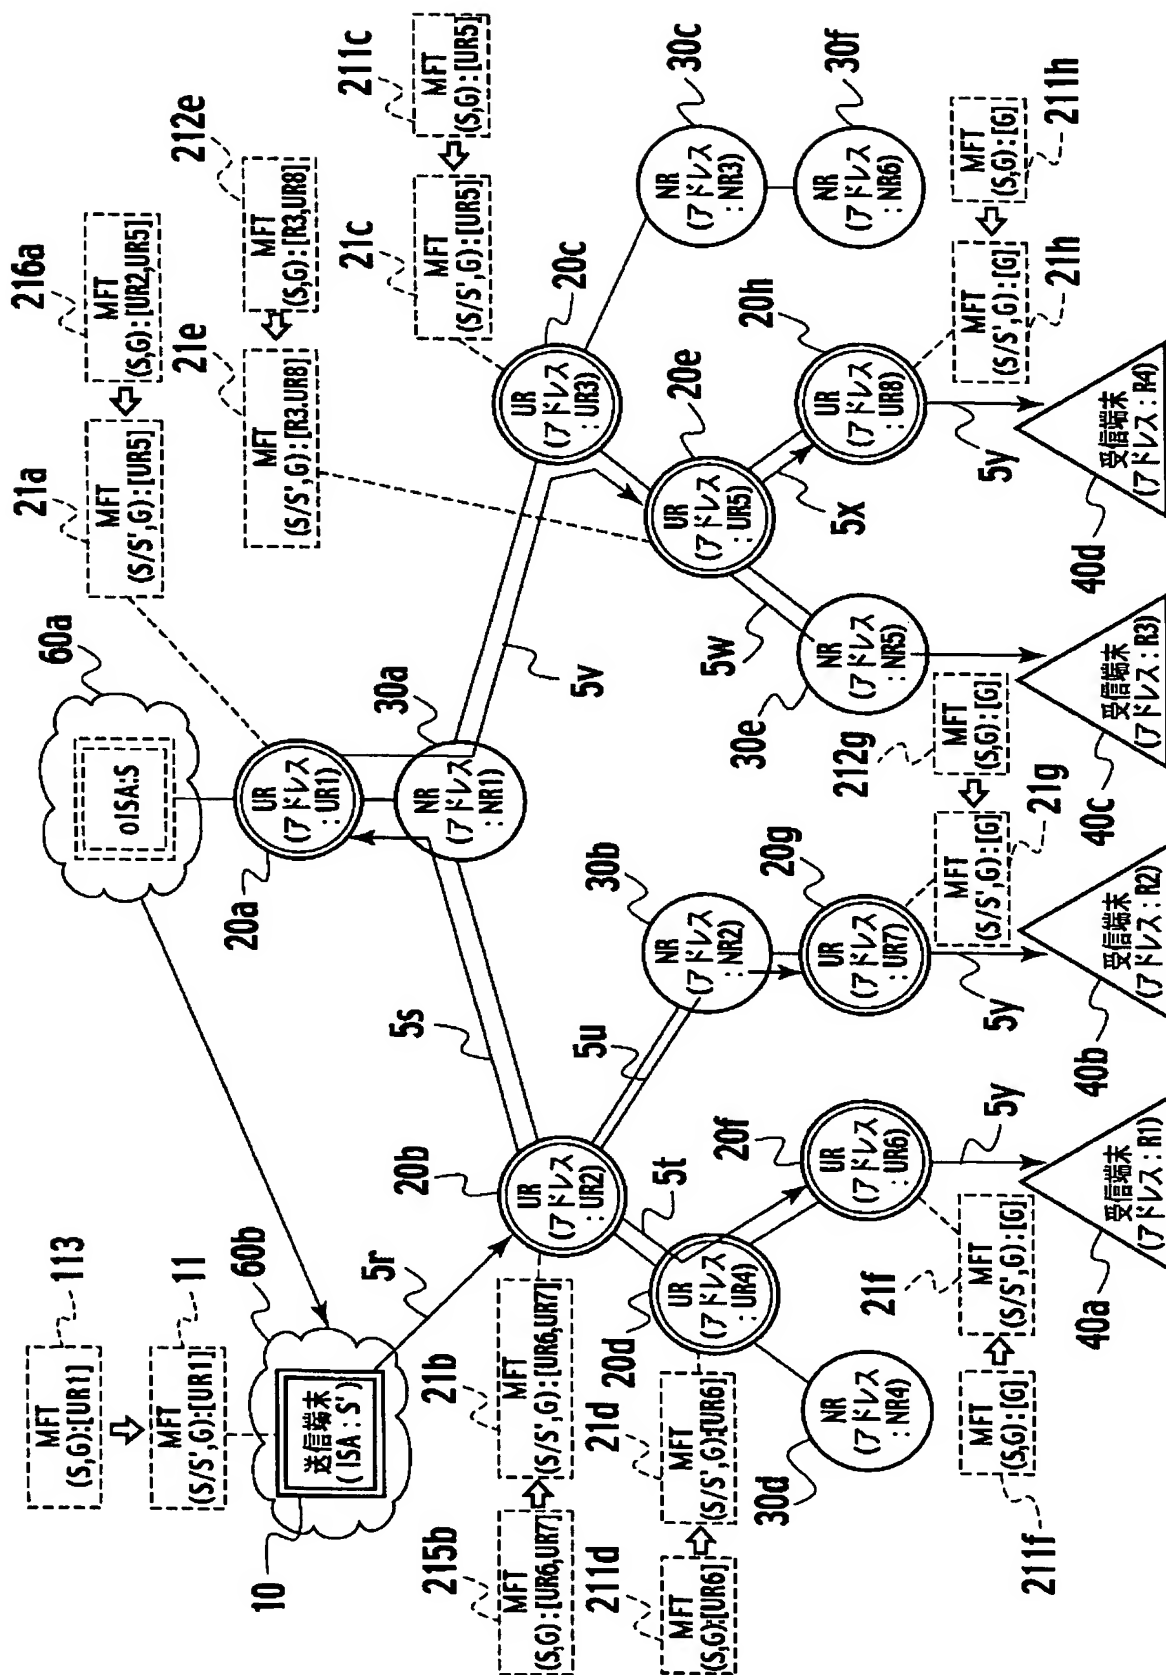 113
MFT
(S,G):[UR1]
11
MFT
(S/S',G):[UR1]
60b
10
送信端末
(ISA:S')
5r
60a
oISA:S
20a
UR
(アドレス
:UR1)
21a
MFT
(S/S',G):[UR5]
216a
MFT
(S,G):[UR2,UR5]
30a
NR
(アドレス
:NR1)
5s
5v
212e
MFT
(S,G):[R3,UR8]
21e
MFT
(S/S',G):[R3.UR8]
211c
MFT
(S,G):[UR5]
21c
MFT
(S/S',G):[UR5]
20b
UR
(アドレス
:UR2)
215b
MFT
(S,G):[UR6,UR7]
21b
MFT
(S/S',G):[UR6,UR7]
20c
UR
(アドレス
:UR3)
30c
NR
(アドレス
:NR3)
5t
5u
211d
MFT
(S,G):[UR6]
21d
MFT
(S/S',G):[UR6]
20d
UR
(アドレス
:UR4)
30b
NR
(アドレス
:NR2)
20e
UR
(アドレス
:UR5)
5w
5x
30d
NR
(アドレス
:NR4)
20f
UR
(アドレス
:UR6)
20g
UR
(アドレス
:UR7)
30e
NR
(アドレス
:NR5)
20h
UR
(アドレス
:UR8)
30f
NR
(アドレス
:NR6)
211f
MFT
(S,G):[G]
21f
MFT
(S/S',G):[G]
5y
212g
MFT
(S,G):[G]
21g
MFT
(S/S',G):[G]
5y
211h
MFT
(S,G):[G]
21h
MFT
(S/S',G):[G]
5y
40a
受信端末
(アドレス:R1)
40b
受信端末
(アドレス:R2)
40c
受信端末
(アドレス:R3)
40d
受信端末
(アドレス:R4)